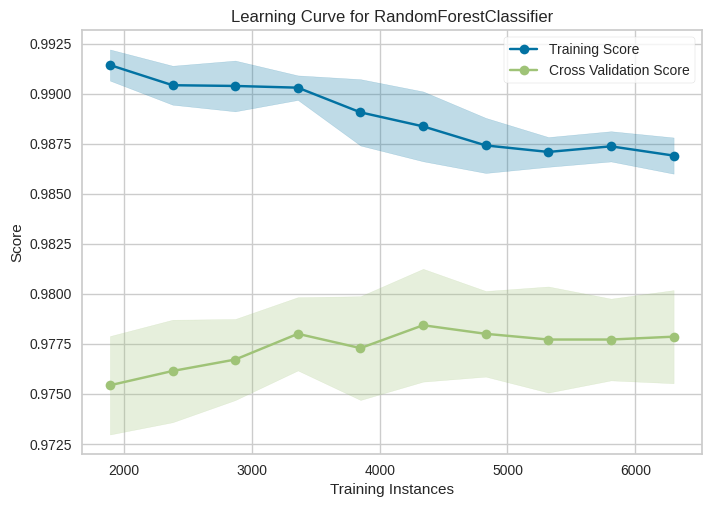 Learning Curve for RandomForestClassifier
0.9925
0.9900
0.9875
0.9850
0.9825
0.9800
0.9775
0.9750
0.9725
Score
Training Score
Cross Validation Score
2000 3000 4000 5000 6000
Training Instances